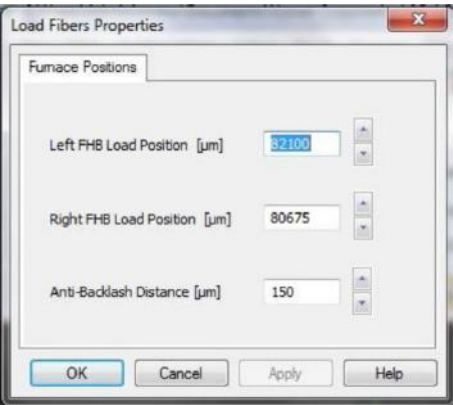 Load Fibers Properties
Furnace Positions
Left FHB Load Position [µm] 82100
Right FHB Load Position [µm] 80675
Anti-Backlash Distance [µm] 150
OK Cancel Apply Help